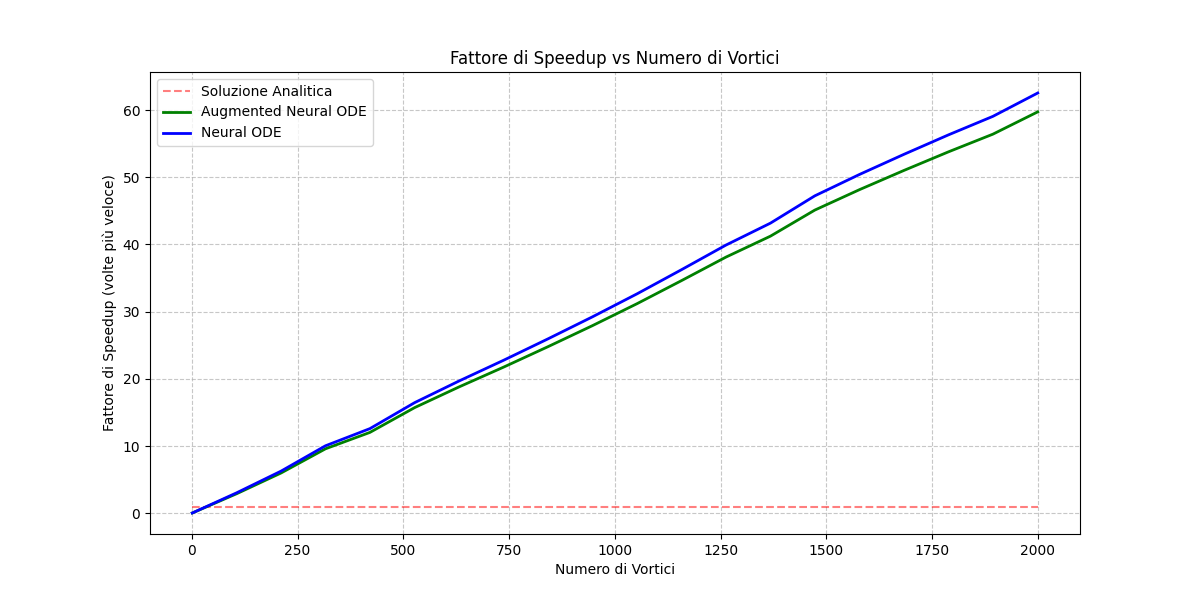 Fattore di Speedup vs Numero di Vortici
Soluzione Analitica
Augmented Neural ODE
Neural ODE
Fattore di Speedup (volte più veloce)
60
50
40
30
20
10
0
0 250 500 750 1000 1250 1500 1750 2000
Numero di Vortici